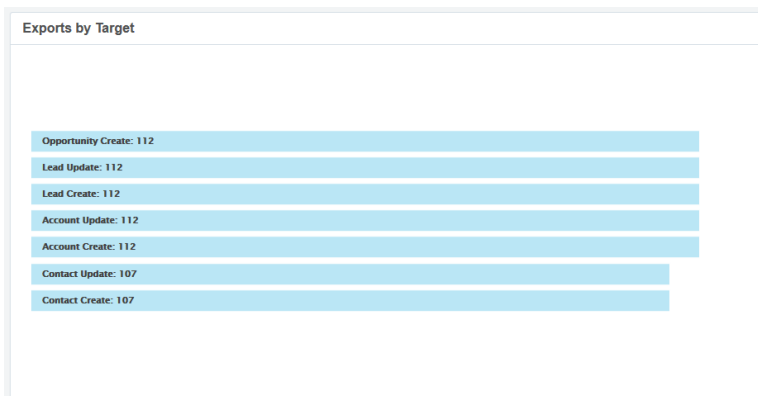 Exports by Target
Opportunity Create: 112
Lead Update: 112
Lead Create: 112
Account Update: 112
Account Create: 112
Contact Update: 107
Contact Create: 107